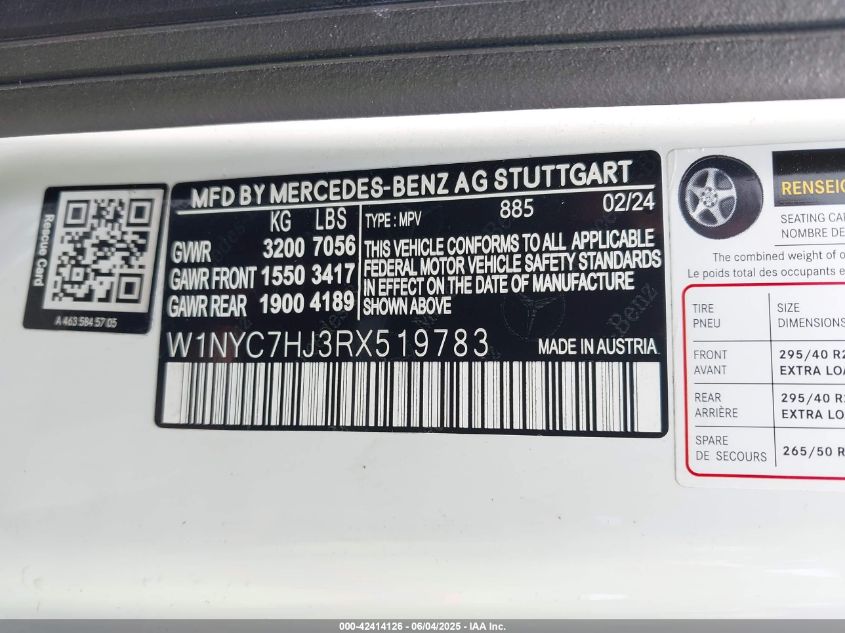 MFD BY MERCEDES-BENZ AG STUTTGART
KG LBS
GVWR 3200 7056
GAWR FRONT 1550 3417
GAWR REAR 1900 4189
TYPE: MPV 885 02/24
THIS VEHICLE CONFORMS TO ALL APPLICABLE
FEDERAL MOTOR VEHICLE SAFETY STANDARDS
IN EFFECT ON THE DATE OF MANUFACTURE
SHOWN ABOVE
W1NYC7HJ3RX519783 MADE IN AUSTRIA
Rescue Card
A 463 584 57 05
RENSEIG
SEATING CA
NOMBRE DE
The combined weight of o
Le poids total des occupants e
TIRE SIZE
PNEU DIMENSIONS
FRONT 295/40 R2
AVANT EXTRA LOA
REAR 295/40 R
ARRIÈRE EXTRA LO
SPARE 265/50 R
DE SECOURS
000-42414126 - 06/04/2025 - IAA Inc.